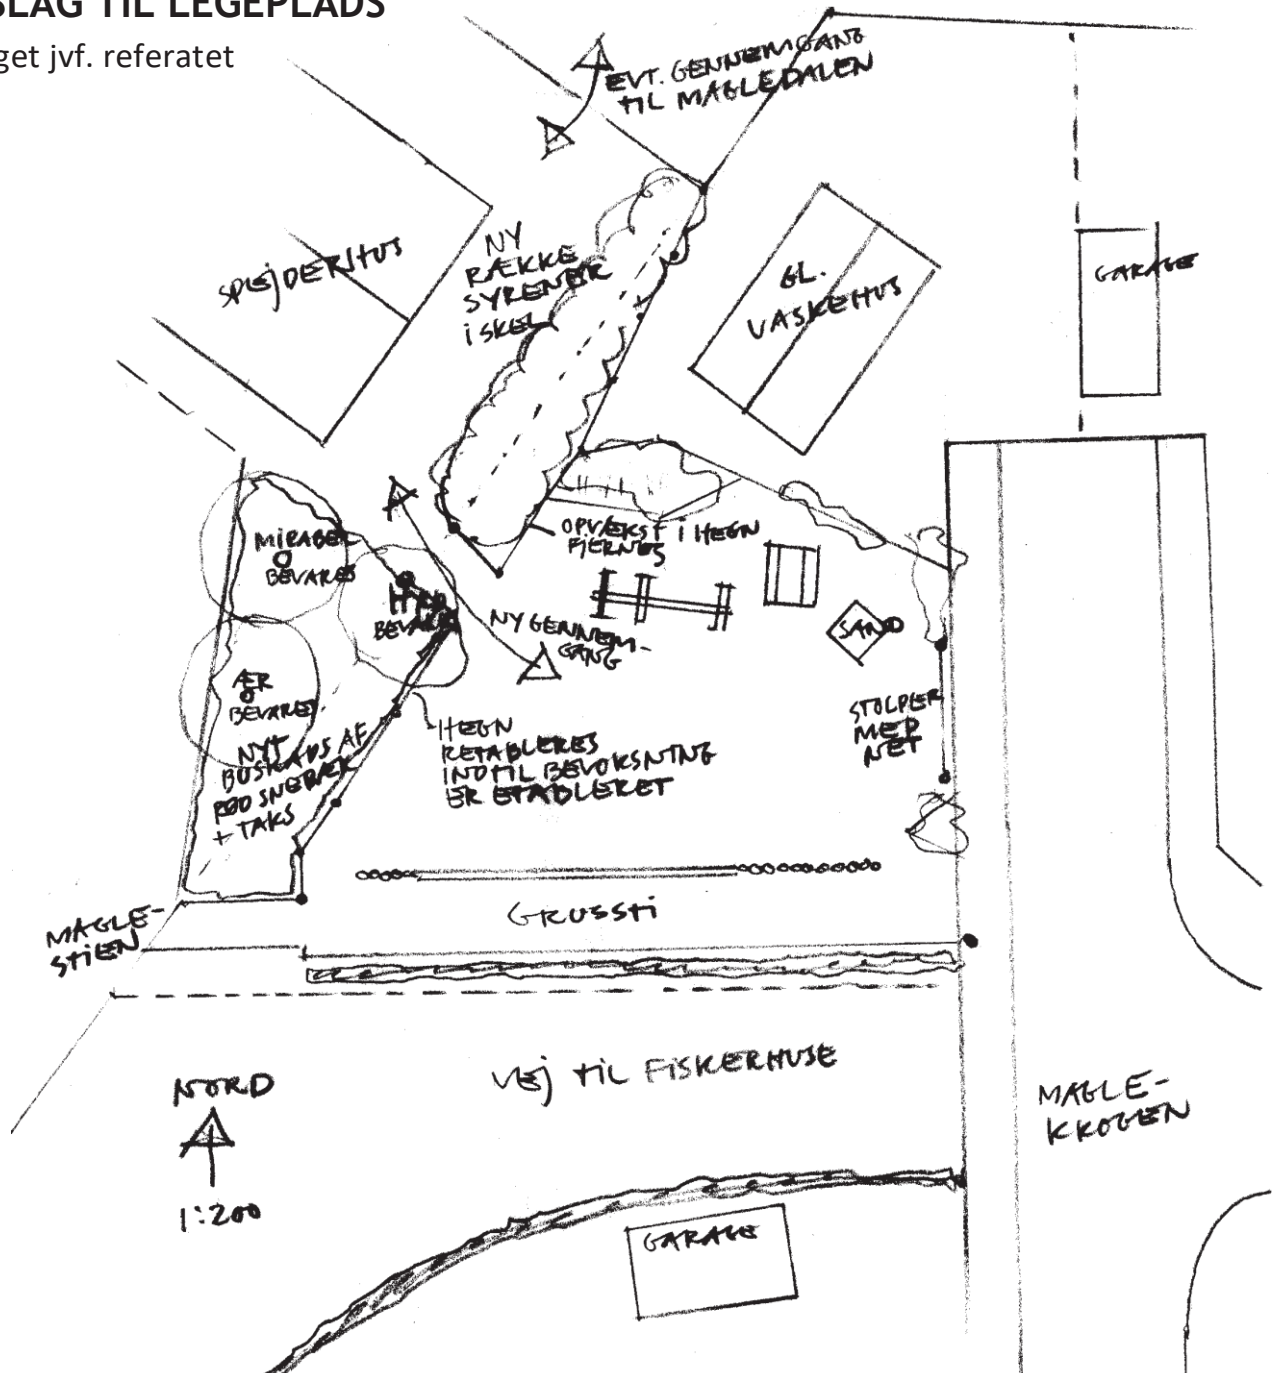 SLAG TIL LEGEPLADS
get jvf. referatet
EVT. GENNEMGANG
TIL MAGLEDALEN
SPEJDERHUS
NY
RÆKKE
SYRENER
I SKEL
GL.
VASKEHUS
GARAGE
MIRABEL
BEVARES
OPVÆKST I HEGN
FJERNES
BEVARES
NY GENNEM-
GANG
SAND
ÆR
BEVARES
STOLPER
MED
NET
HEGN
RETABLERES
INDTIL BEVOKSNING
ER ETABLERET
NYT
BUSKADS AF
RØD SNEBÆR
+ TAKS
MAGLE-
STIEN
GRUSSTI
VEJ TIL FISKERHUSE
NORD
1:200
MAGLE-
KROGEN
GARAGE